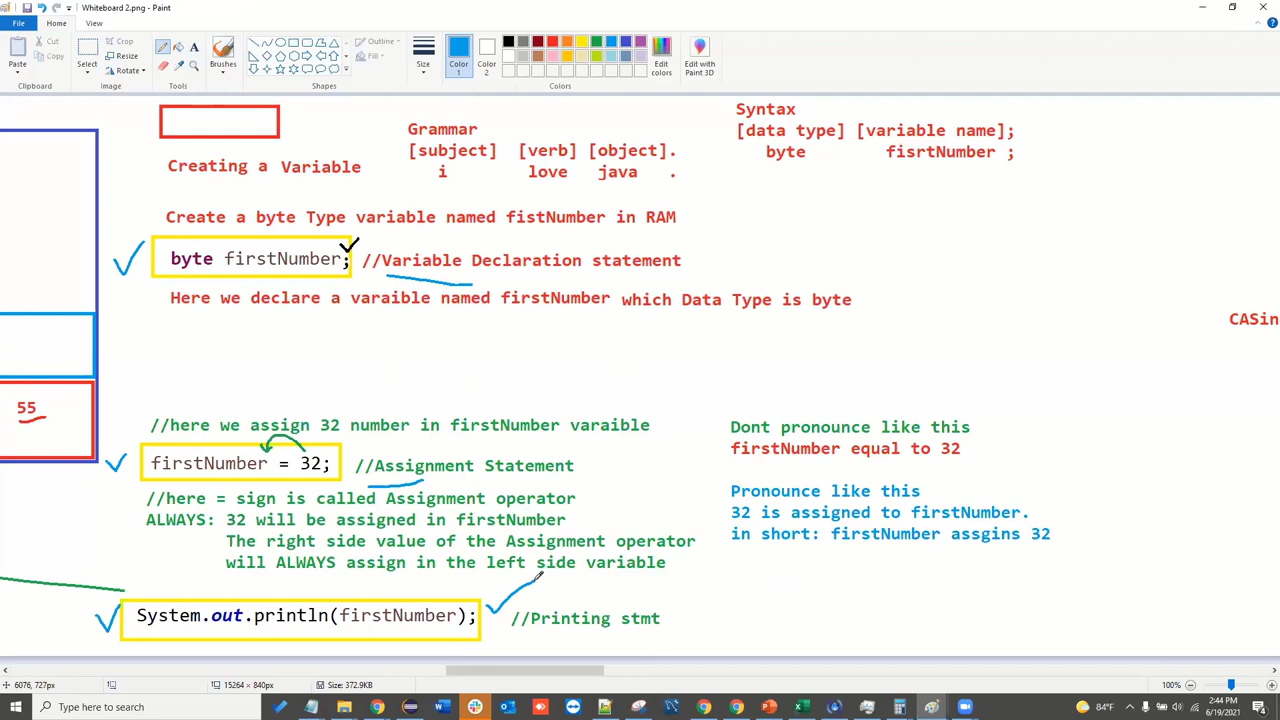 Whiteboard 2.png - Paint
File Home View
Paste
Cut
Copy
Clipboard
Select
Crop
Resize
Rotate
Image
Tools
Brushes
Outline
Fill
Shapes
Size
Color 1
Color 2
Edit colors
Edit with Paint 3D
Colors
Syntax
[data type] [variable name];
byte fisrtNumber ;
Grammar
[subject] [verb] [object].
i love java .
Creating a Variable
Create a byte Type variable named fistNumber in RAM
byte firstNumber; //Variable Declaration statement
Here we declare a varaible named firstNumber which Data Type is byte
CASin
55
//here we assign 32 number in firstNumber varaible
firstNumber = 32; //Assignment Statement
//here = sign is called Assignment operator
ALWAYS: 32 will be assigned in firstNumber
The right side value of the Assignment operator
will ALWAYS assign in the left side variable
Dont pronounce like this
firstNumber equal to 32
Pronounce like this
32 is assigned to firstNumber.
in short: firstNumber assgins 32
System.out.println(firstNumber); //Printing stmt
6076, 727px
15264 × 840px
Size: 372.9KB
100%
Type here to search
84°F
2:44 PM
6/19/2021